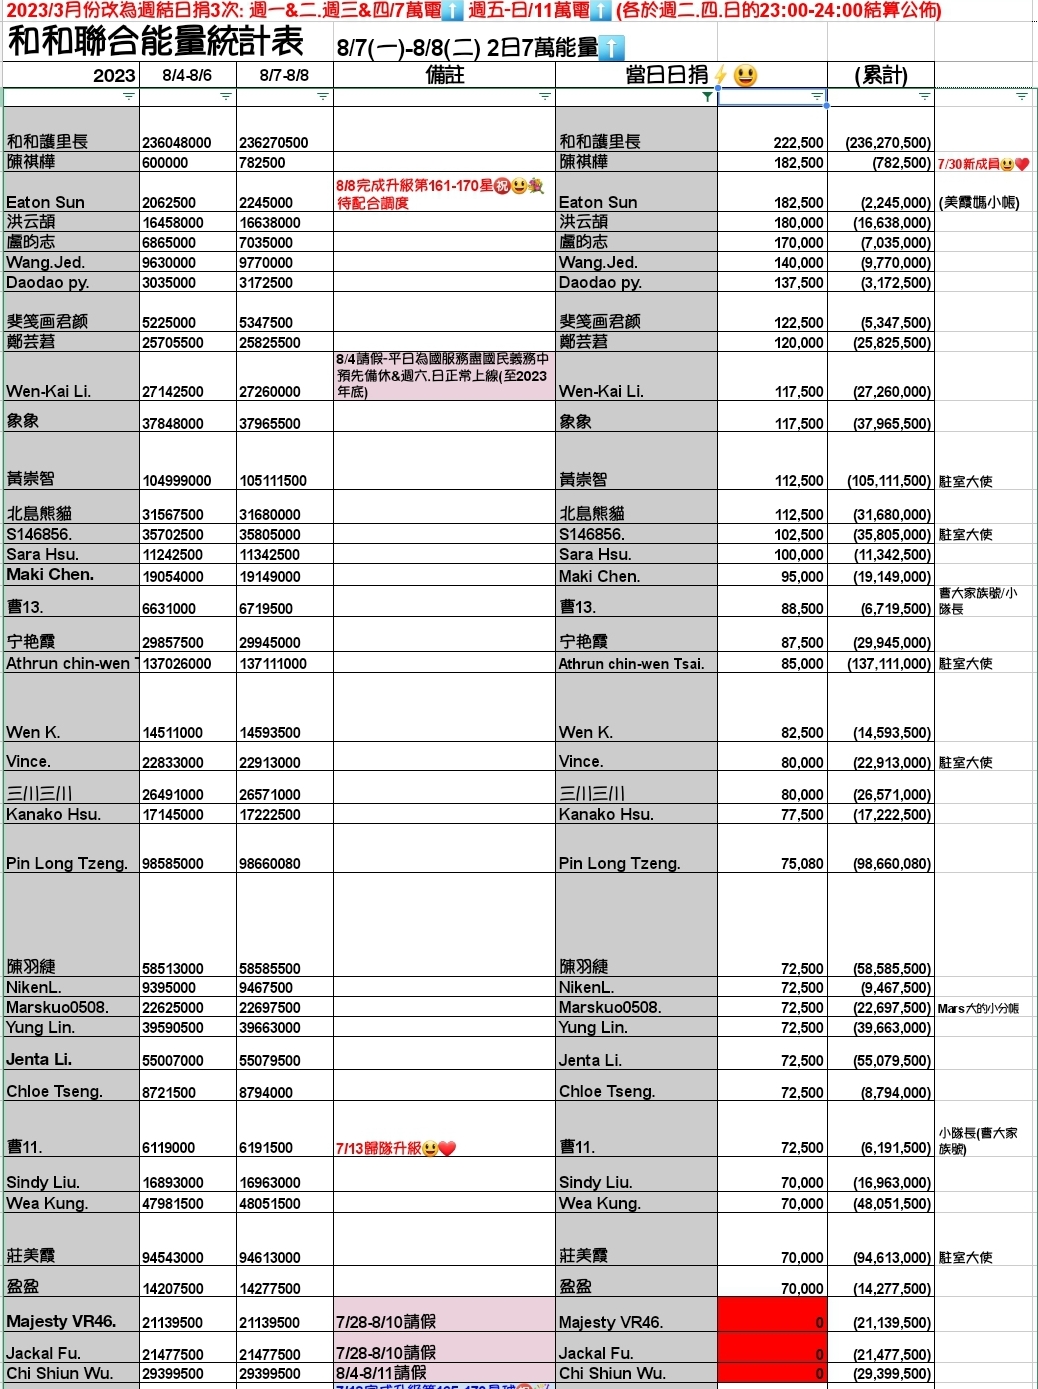 2023/3月份改為週結日捐3次: 週一&二.週三&四/7萬電⬆️ 週五-日/11萬電⬆️ (各於週二.四.日的23:00-24:00結算公佈)
和和聯合能量統計表 8/7(一)-8/8(二) 2日7萬能量⬆️
2023 8/4-8/6 8/7-8/8 備註 當日日捐⚡😃 (累計)
和和護里長 236048000 236270500 和和護里長 222,500 (236,270,500)
陳祺樺 600000 782500 陳祺樺 182,500 (782,500) 7/30新成員😃❤️
8/8完成升級第161-170星㊗️😃💐
Eaton Sun 2062500 2245000 待配合調度 Eaton Sun 182,500 (2,245,000) (美霞媽小帳)
洪云頡 16458000 16638000 洪云頡 180,000 (16,638,000)
盧昀志 6865000 7035000 盧昀志 170,000 (7,035,000)
Wang.Jed. 9630000 9770000 Wang.Jed. 140,000 (9,770,000)
Daodao py. 3035000 3172500 Daodao py. 137,500 (3,172,500)
斐笺画君颜 5225000 5347500 斐笺画君颜 122,500 (5,347,500)
鄭芸莙 25705500 25825500 鄭芸莙 120,000 (25,825,500)
8/4請假-平日為國服務盡國民義務中
預先備休&週六.日正常上線(至2023
Wen-Kai Li. 27142500 27260000 年底) Wen-Kai Li. 117,500 (27,260,000)
象象 37848000 37965500 象象 117,500 (37,965,500)
黃崇智 104999000 105111500 黃崇智 112,500 (105,111,500) 駐室大使
北島熊貓 31567500 31680000 北島熊貓 112,500 (31,680,000)
S146856. 35702500 35805000 S146856. 102,500 (35,805,000) 駐室大使
Sara Hsu. 11242500 11342500 Sara Hsu. 100,000 (11,342,500)
Maki Chen. 19054000 19149000 Maki Chen. 95,000 (19,149,000)
曹大家族號/小
曹13. 6631000 6719500 曹13. 88,500 (6,719,500) 隊長
宁艳霞 29857500 29945000 宁艳霞 87,500 (29,945,000)
Athrun chin-wen T 137026000 137111000 Athrun chin-wen Tsai. 85,000 (137,111,000) 駐室大使
Wen K. 14511000 14593500 Wen K. 82,500 (14,593,500)
Vince. 22833000 22913000 Vince. 80,000 (22,913,000) 駐室大使
三川三川 26491000 26571000 三川三川 80,000 (26,571,000)
Kanako Hsu. 17145000 17222500 Kanako Hsu. 77,500 (17,222,500)
Pin Long Tzeng. 98585000 98660080 Pin Long Tzeng. 75,080 (98,660,080)
陳羽緁 58513000 58585500 陳羽緁 72,500 (58,585,500)
NikenL. 9395000 9467500 NikenL. 72,500 (9,467,500)
Marskuo0508. 22625000 22697500 Marskuo0508. 72,500 (22,697,500) Mars大的小分帳
Yung Lin. 39590500 39663000 Yung Lin. 72,500 (39,663,000)
Jenta Li. 55007000 55079500 Jenta Li. 72,500 (55,079,500)
Chloe Tseng. 8721500 8794000 Chloe Tseng. 72,500 (8,794,000)
小隊長(曹大家
曹11. 6119000 6191500 7/13歸隊升級😃❤️ 曹11. 72,500 (6,191,500) 族號)
Sindy Liu. 16893000 16963000 Sindy Liu. 70,000 (16,963,000)
Wea Kung. 47981500 48051500 Wea Kung. 70,000 (48,051,500)
莊美霞 94543000 94613000 莊美霞 70,000 (94,613,000) 駐室大使
盈盈 14207500 14277500 盈盈 70,000 (14,277,500)
Majesty VR46. 21139500 21139500 7/28-8/10請假 Majesty VR46. 0 (21,139,500)
Jackal Fu. 21477500 21477500 7/28-8/10請假 Jackal Fu. 0 (21,477,500)
Chi Shiun Wu. 29399500 29399500 8/4-8/11請假 Chi Shiun Wu. 0 (29,399,500)